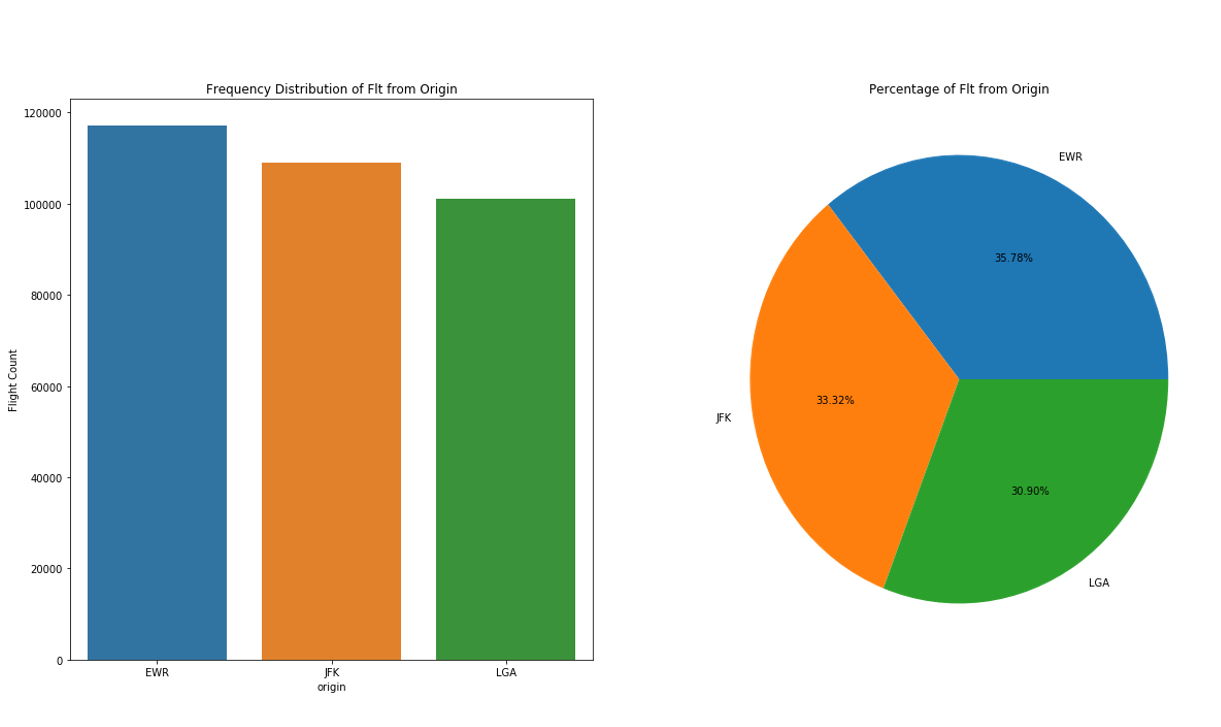 Frequency Distribution of Flt from Origin
120000
100000
80000
60000
40000
20000
0
Flight Count
EWR
JFK
LGA
origin
Percentage of Flt from Origin
EWR
35.78%
33.32%
JFK
30.90%
LGA